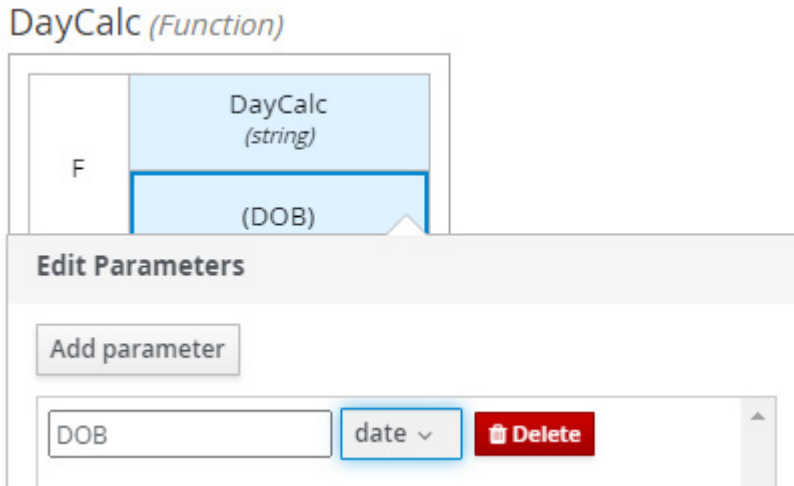 DayCalc (Function)
DayCalc
(string)
F
(DOB)
Edit Parameters
Add parameter
DOB date Delete